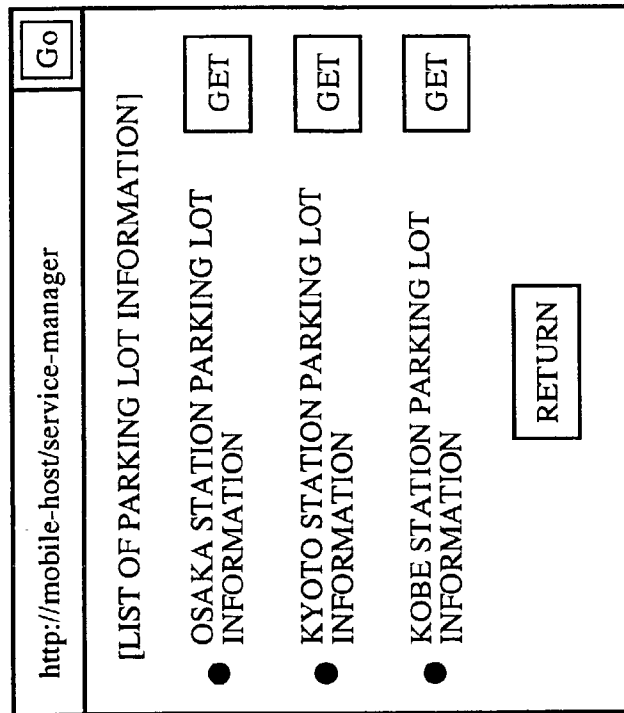 http://mobile-host/service-manager Go
[LIST OF PARKING LOT INFORMATION]
● OSAKA STATION PARKING LOT
INFORMATION
GET
● KYOTO STATION PARKING LOT
INFORMATION
GET
● KOBE STATION PARKING LOT
INFORMATION
GET
RETURN